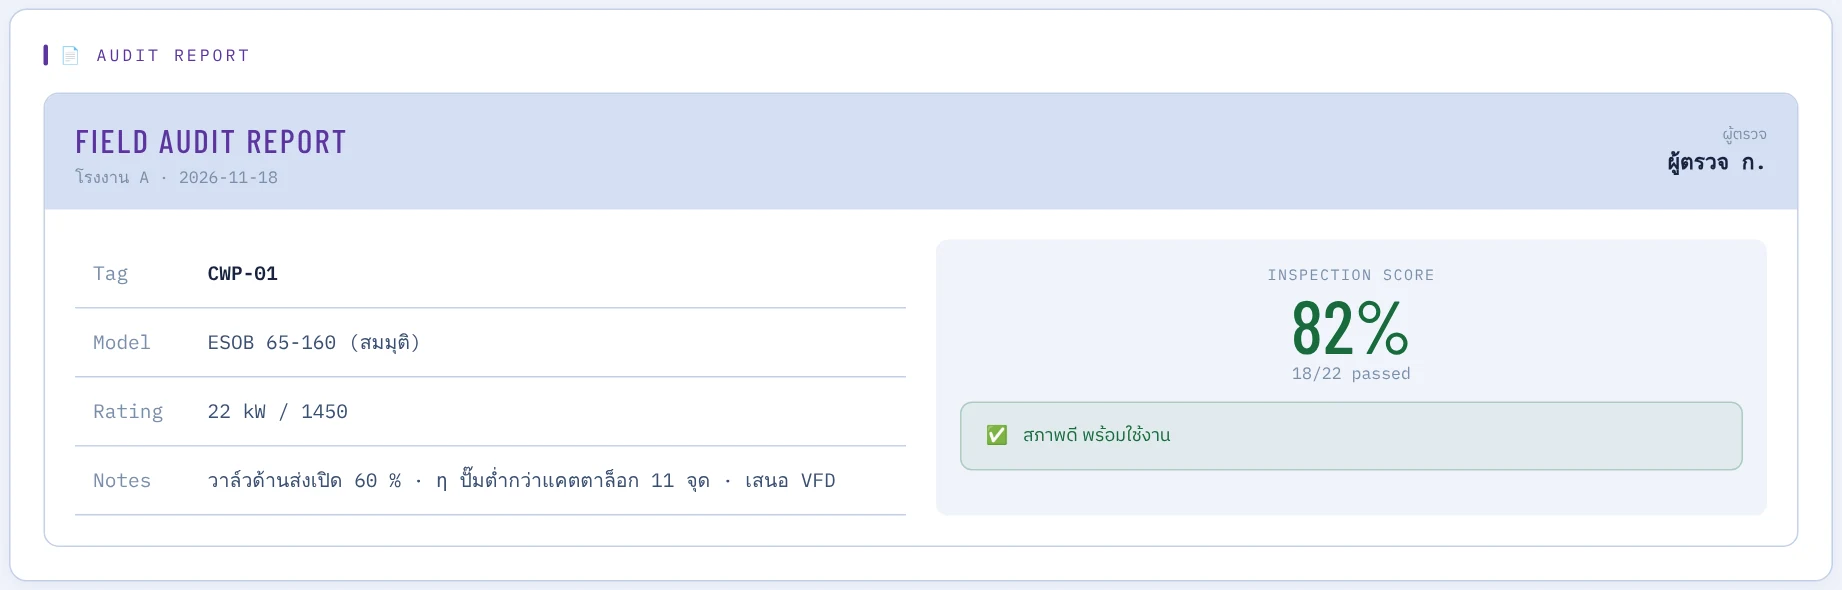 AUDIT REPORT
FIELD AUDIT REPORT
โรงงาน A · 2026-11-18
ผู้ตรวจ
ผู้ตรวจ ก.
Tag CWP-01
Model ESOB 65-160 (สมมุติ)
Rating 22 kW / 1450
Notes วาล์วด้านส่งเปิด 60 % · η ปั๊มต่ำกว่าแคตตาล็อก 11 จุด · เสนอ VFD
INSPECTION SCORE
82%
18/22 passed
✅ สภาพดี พร้อมใช้งาน